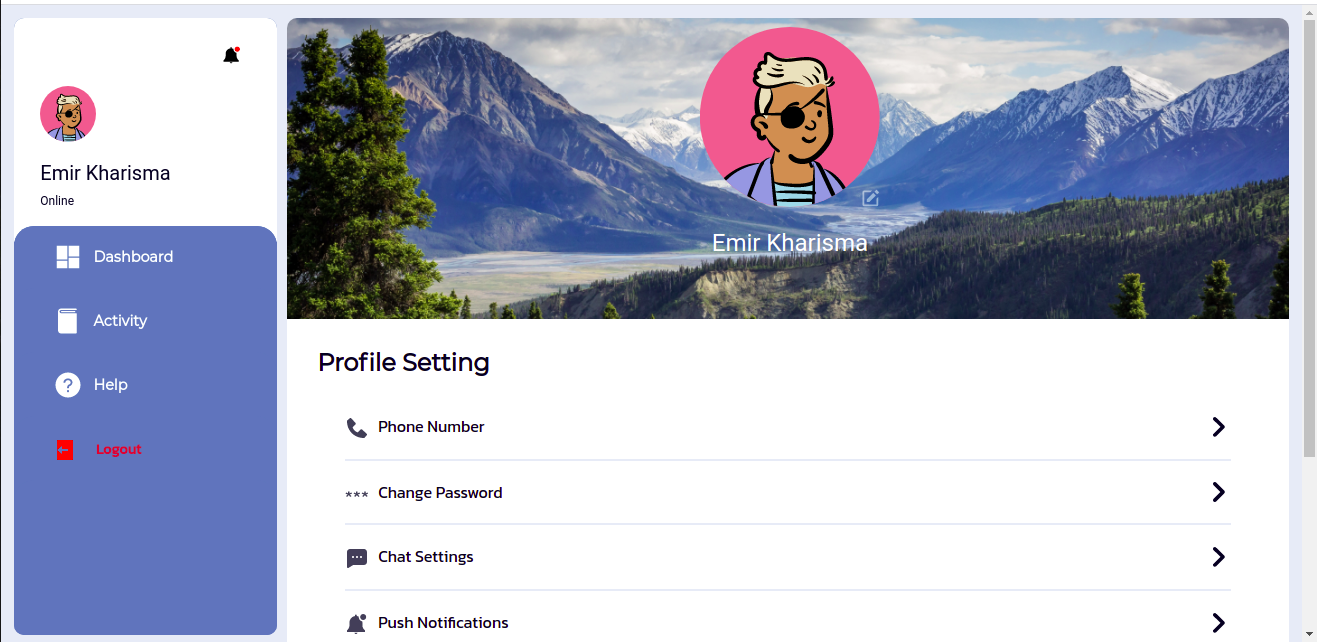 Emir Kharisma
Online
Dashboard
Activity
? Help
Logout
Emir Kharisma
Profile Setting
Phone Number
*** Change Password
Chat Settings
Push Notifications